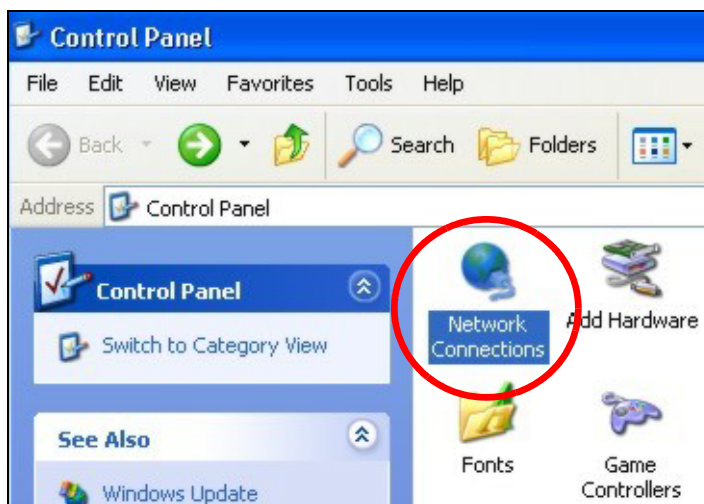 Control Panel
File Edit View Favorites Tools Help
Back Search Folders
Address Control Panel
Control Panel
Switch to Category View
See Also
Windows Update
Network
Connections
Add Hardware
Fonts
Game
Controllers